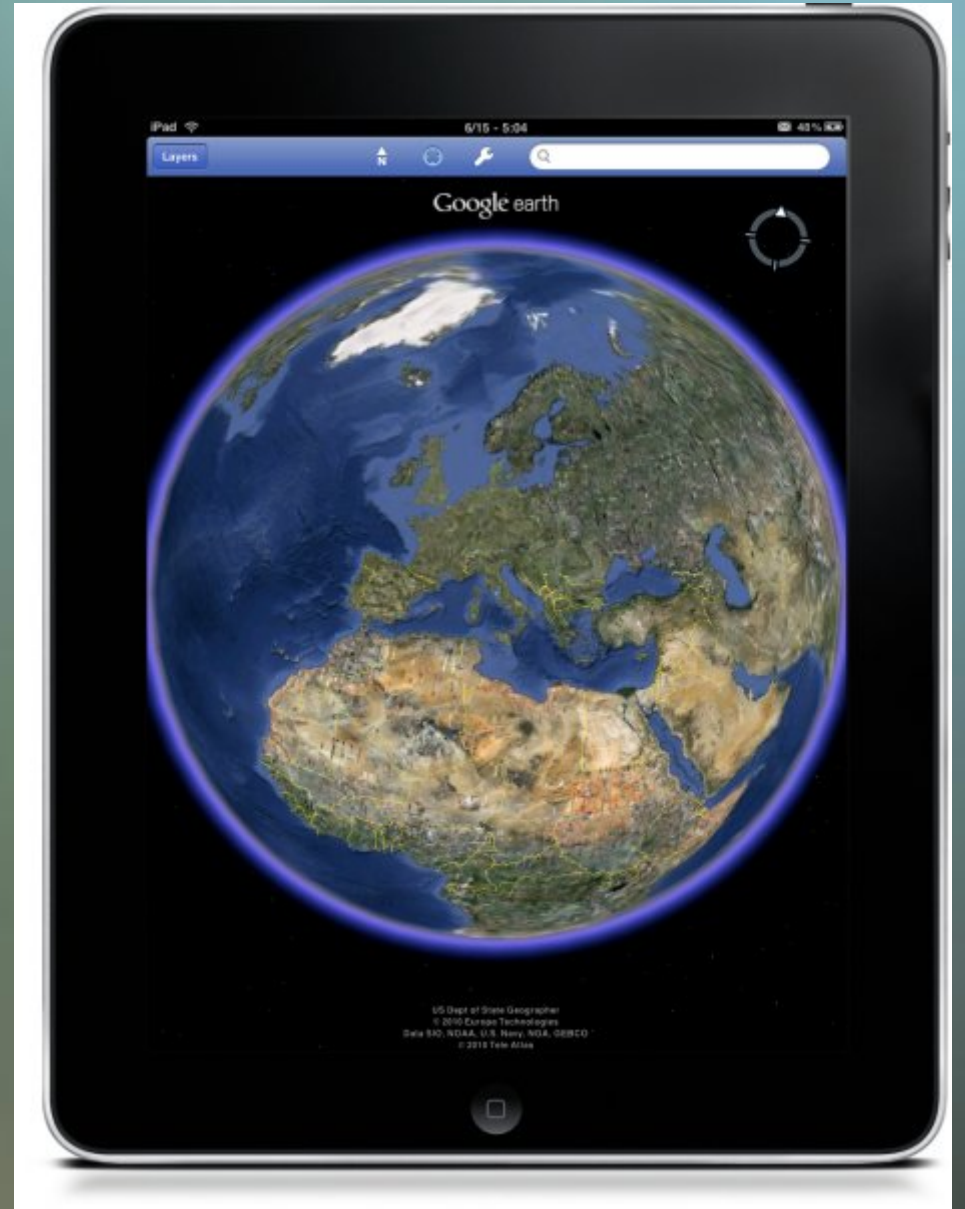 iPad 6/15 - 5:04 48%
Layers N
Google earth
US Dept of State Geographer
© 2010 Europa Technologies
Data SIO, NOAA, U.S. Navy, NGA, GEBCO
© 2010 Tele Atlas